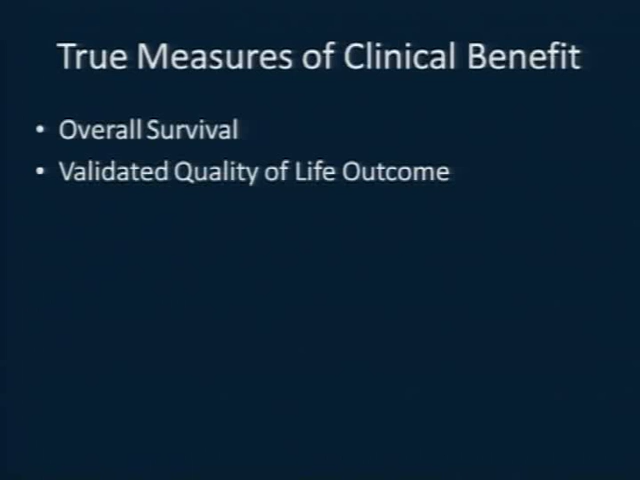 True Measures of Clinical Benefit
• Overall Survival
• Validated Quality of Life Outcome